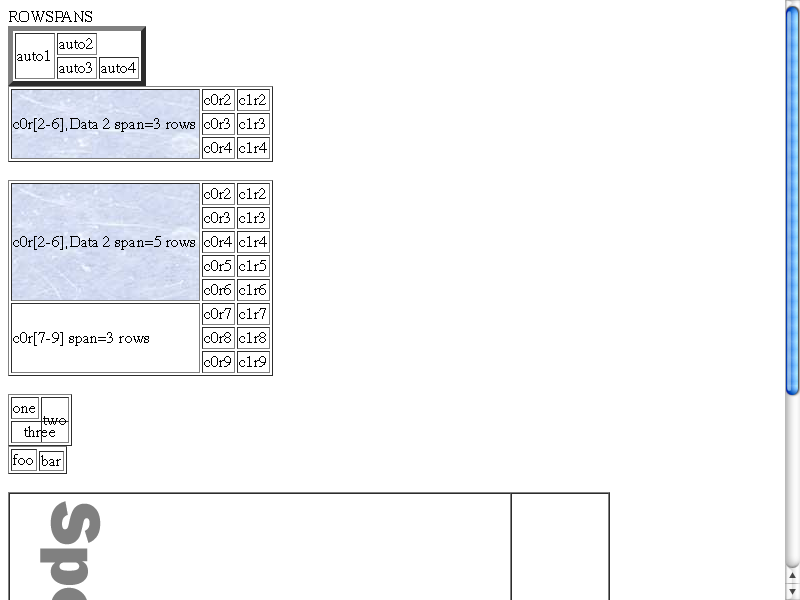 ROWSPANS
auto1 auto2
auto3 auto4
c0r[2-6],Data 2 span=3 rows c0r2 c1r2
c0r3 c1r3
c0r4 c1r4
c0r[2-6],Data 2 span=5 rows c0r2 c1r2
c0r3 c1r3
c0r4 c1r4
c0r5 c1r5
c0r6 c1r6
c0r[7-9] span=3 rows c0r7 c1r7
c0r8 c1r8
c0r9 c1r9
one two
three
foo bar